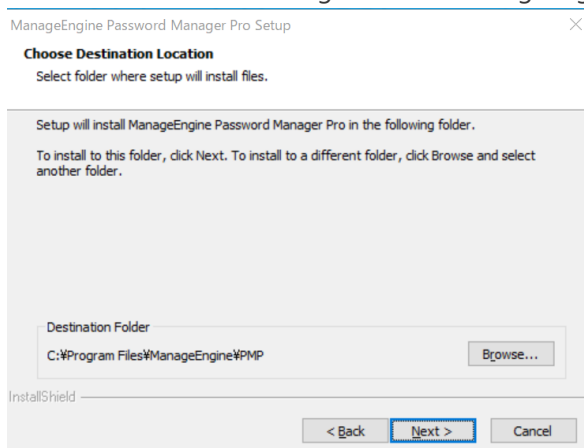 ManageEngine Password Manager Pro Setup
Choose Destination Location
Select folder where setup will install files.
Setup will install ManageEngine Password Manager Pro in the following folder.
To install to this folder, click Next. To install to a different folder, click Browse and select
another folder.
Destination Folder
C:¥Program Files¥ManageEngine¥PMP
Browse...
InstallShield
< Back
Next >
Cancel